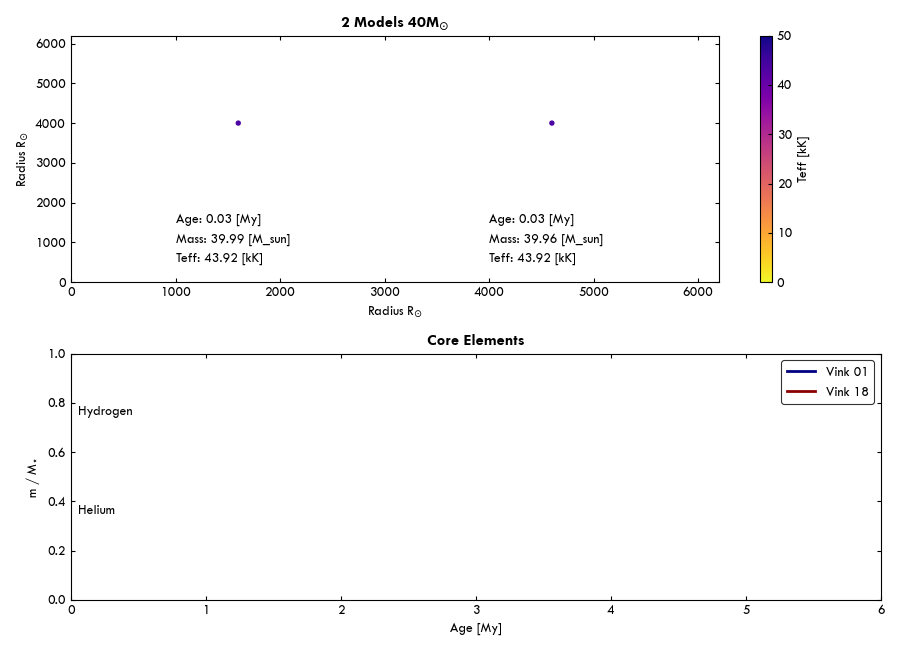 2 Models 40M☉
6000
5000
4000
3000
2000
1000
0
Radius R☉
Age: 0.03 [My]
Mass: 39.99 [M_sun]
Teff: 43.92 [kK]
Age: 0.03 [My]
Mass: 39.96 [M_sun]
Teff: 43.92 [kK]
0 1000 2000 3000 4000 5000 6000
Radius R☉
50
40
30
20
10
0
Teff [kK]
Core Elements
1.0
0.8
0.6
0.4
0.2
0.0
m / M⋆
Hydrogen
Helium
Vink 01
Vink 18
0 1 2 3 4 5 6
Age [My]